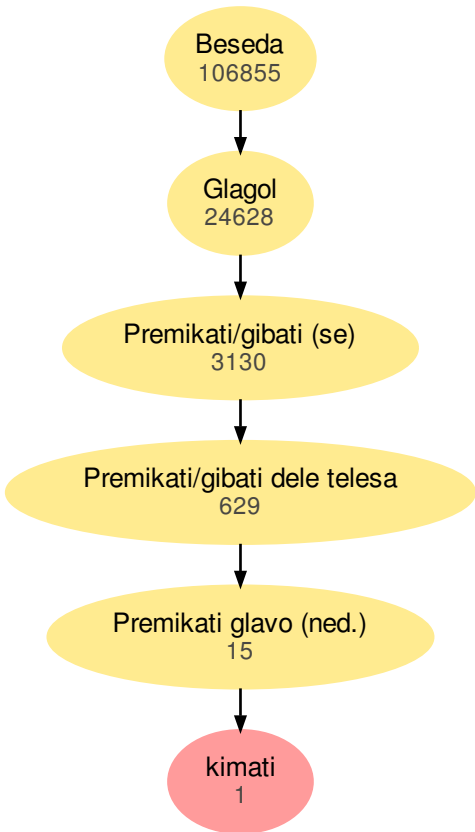 Beseda
106855
Glagol
24628
Premikati/gibati (se)
3130
Premikati/gibati dele telesa
629
Premikati glavo (ned.)
15
kimati
1